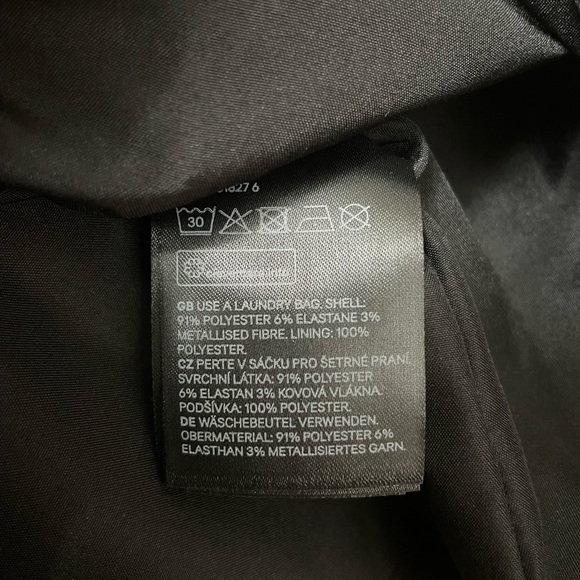 30
GB USE A LAUNDRY BAG. SHELL:
91% POLYESTER 6% ELASTANE 3%
METALLISED FIBRE. LINING: 100%
POLYESTER.
CZ PERTE V SÁČKU PRO ŠETRNÉ PRANÍ.
SVRCHNÍ LÁTKA: 91% POLYESTER
6% ELASTAN 3% KOVOVÁ VLÁKNA.
PODŠÍVKA: 100% POLYESTER.
DE WÄSCHEBEUTEL VERWENDEN.
OBERMATERIAL: 91% POLYESTER 6%
ELASTHAN 3% METALLISIERTES GARN.